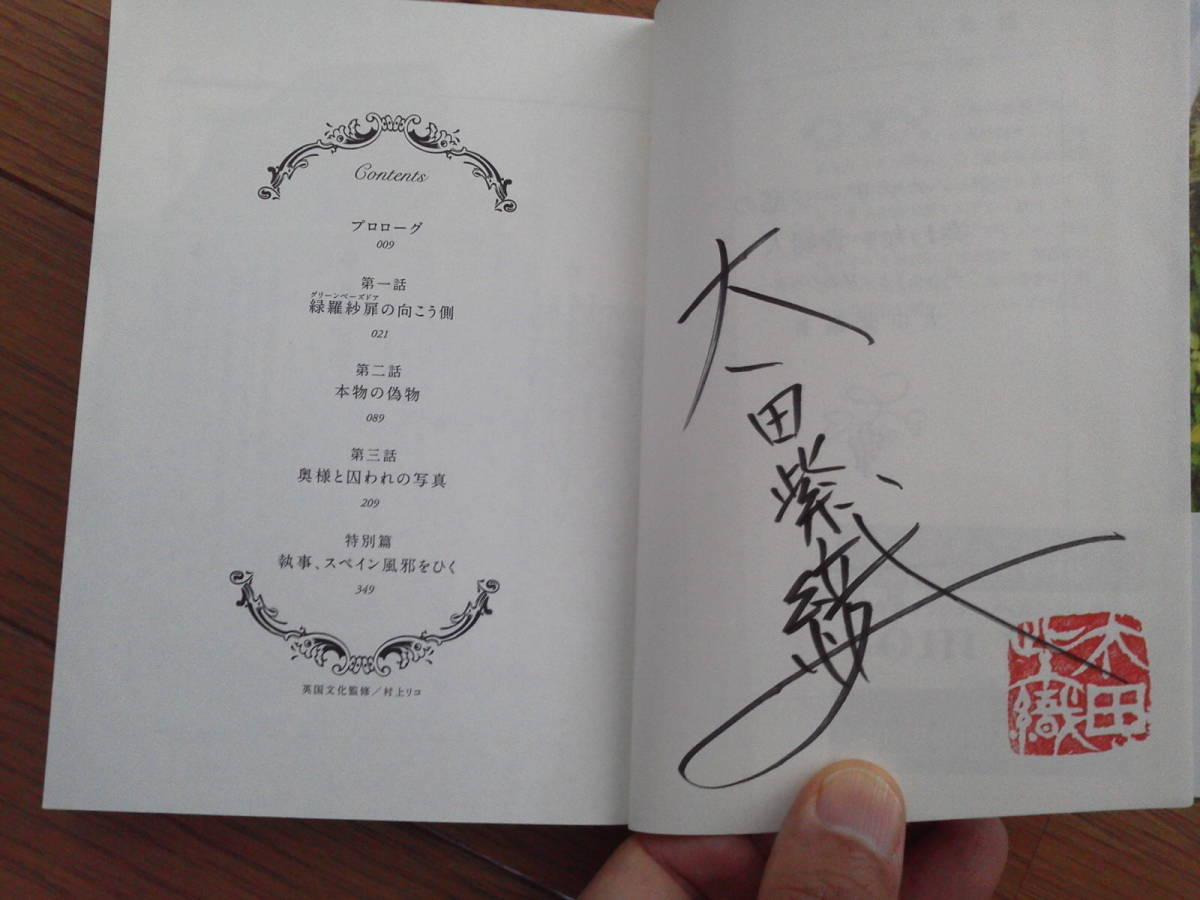 Contents
プロローグ
009
第一話
グリーンベーズドア
緑羅紗扉の向こう側
021
第二話
本物の偽物
089
第三話
奥様と囚われの写真
209
特別篇
執事、スペイン風邪をひく
349
英国文化監修／村上リコ
太田紫織
太田
紫織